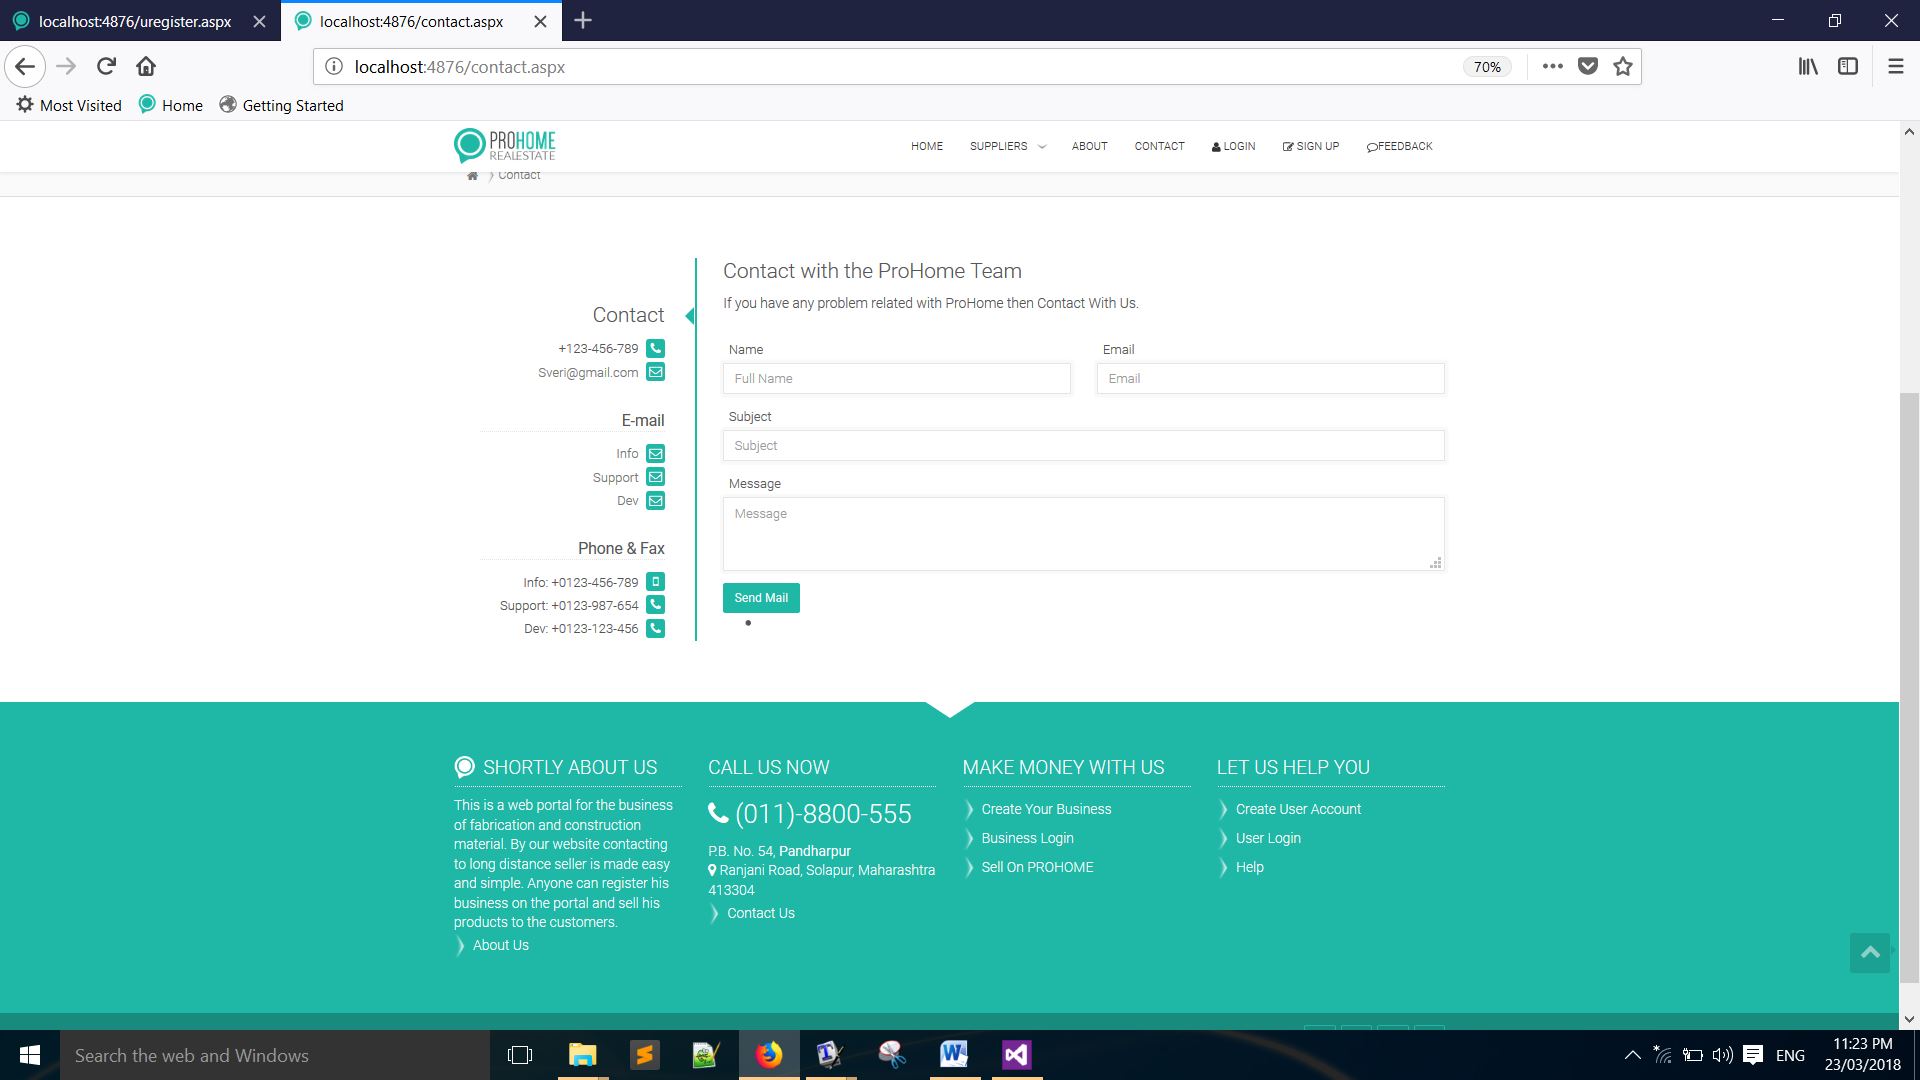 localhost:4876/uregister.aspx
localhost:4876/contact.aspx
localhost:4876/contact.aspx
70%
Most Visited
Home
Getting Started
PROHOME
REALESTATE
HOME
SUPPLIERS
ABOUT
CONTACT
LOGIN
SIGN UP
FEEDBACK
Contact
Contact
+123-456-789
Sveri@gmail.com
E-mail
Info
Support
Dev
Phone & Fax
Info: +0123-456-789
Support: +0123-987-654
Dev: +0123-123-456
Contact with the ProHome Team
If you have any problem related with ProHome then Contact With Us.
Name
Email
Full Name
Email
Subject
Subject
Message
Message
Send Mail
SHORTLY ABOUT US
This is a web portal for the business
of fabrication and construction
material. By our website contacting
to long distance seller is made easy
and simple. Anyone can register his
business on the portal and sell his
products to the customers.
About Us
CALL US NOW
(011)-8800-555
P.B. No. 54, Pandharpur
Ranjani Road, Solapur, Maharashtra
413304
Contact Us
MAKE MONEY WITH US
Create Your Business
Business Login
Sell On PROHOME
LET US HELP YOU
Create User Account
User Login
Help
Search the web and Windows
ENG
11:23 PM
23/03/2018